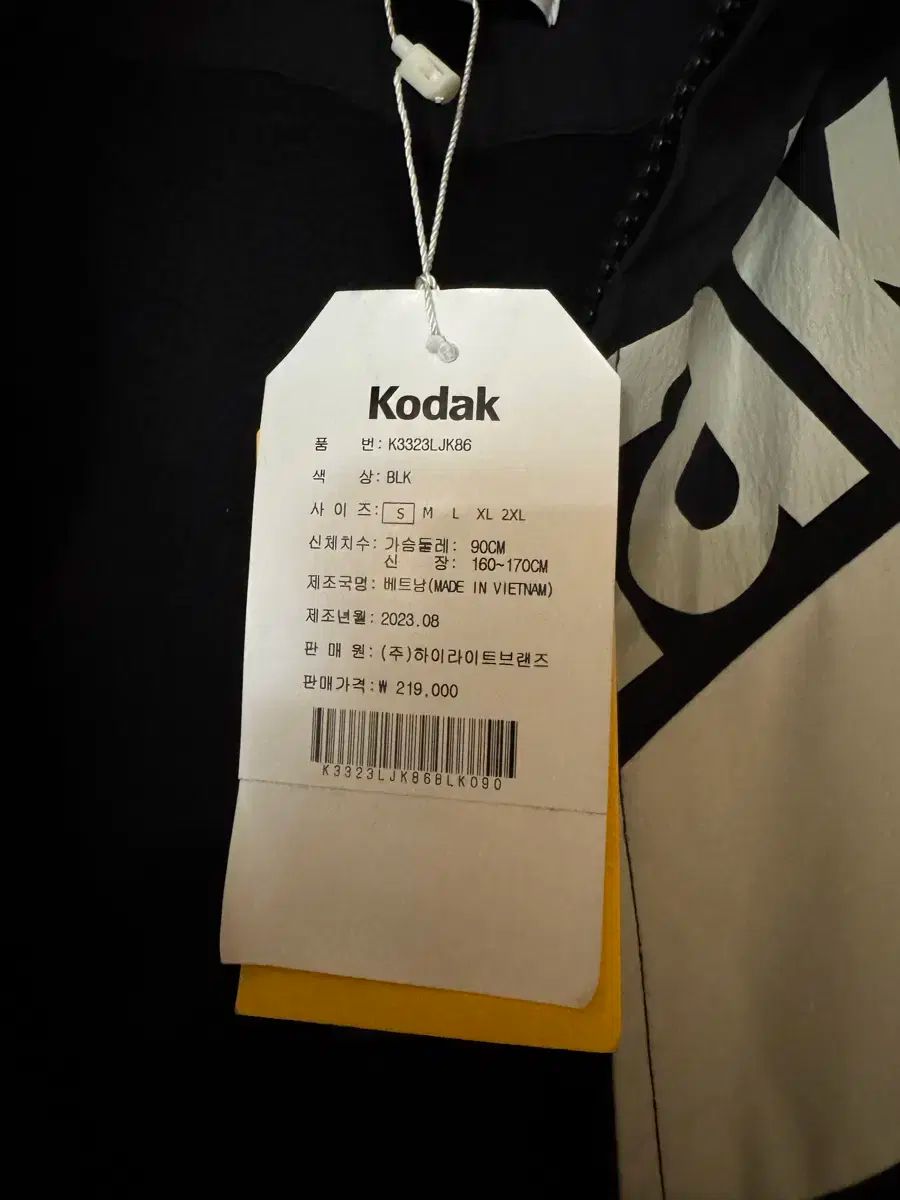 Kodak
품 번: K3323LJK86
색 상: BLK
사 이 즈: S M L XL 2XL
신체치수: 가슴둘레: 90CM
신 장: 160~170CM
제조국명: 베트남(MADE IN VIETNAM)
제조년월: 2023.08
판 매 원: (주)하이라이트브랜즈
판매가격: ₩ 219,000
K3323LJK86BLK090